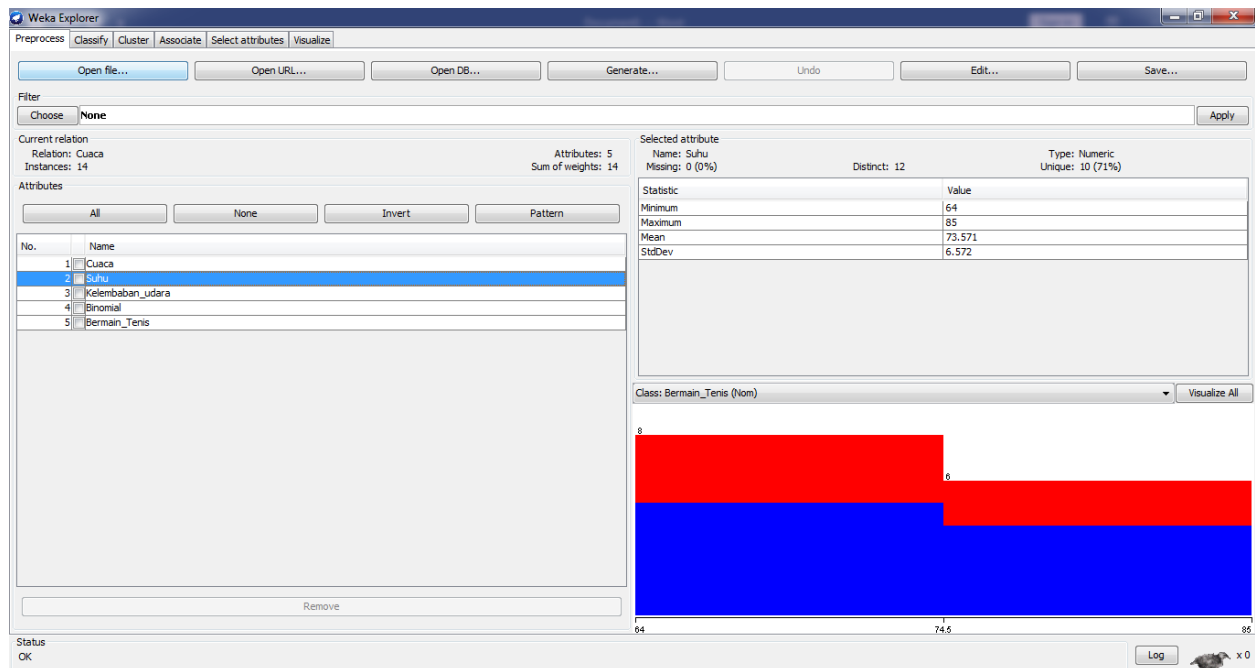 Weka Explorer
Preprocess Classify Cluster Associate Select attributes Visualize
Open file... Open URL... Open DB... Generate... Undo Edit... Save...
Filter
Choose None Apply
Current relation
Relation: Cuaca Attributes: 5
Instances: 14 Sum of weights: 14
Attributes
All None Invert Pattern
No. Name
1 Cuaca
2 Suhu
3 Kelembaban_udara
4 Binomial
5 Bermain_Tenis
Remove
Selected attribute
Name: Suhu Type: Numeric
Missing: 0 (0%) Distinct: 12 Unique: 10 (71%)
Statistic Value
Minimum 64
Maximum 85
Mean 73.571
StdDev 6.572
Class: Bermain_Tenis (Nom) Visualize All
8
6
64 74.5 85
Status
OK
Log x 0